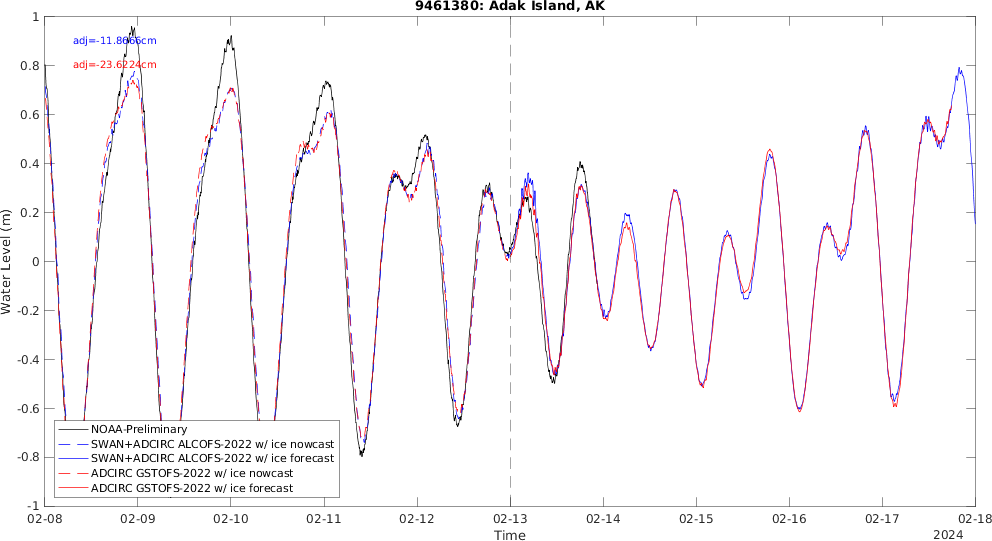 9461380: Adak Island, AK
adj=-11.8666cm
adj=-23.6224cm
1
0.8
0.6
0.4
0.2
0
-0.2
-0.4
-0.6
-0.8
-1
Water Level (m)
NOAA-Preliminary
SWAN+ADCIRC ALCOFS-2022 w/ ice nowcast
SWAN+ADCIRC ALCOFS-2022 w/ ice forecast
ADCIRC GSTOFS-2022 w/ ice nowcast
ADCIRC GSTOFS-2022 w/ ice forecast
02-08 02-09 02-10 02-11 02-12 02-13 02-14 02-15 02-16 02-17 02-18
Time
2024